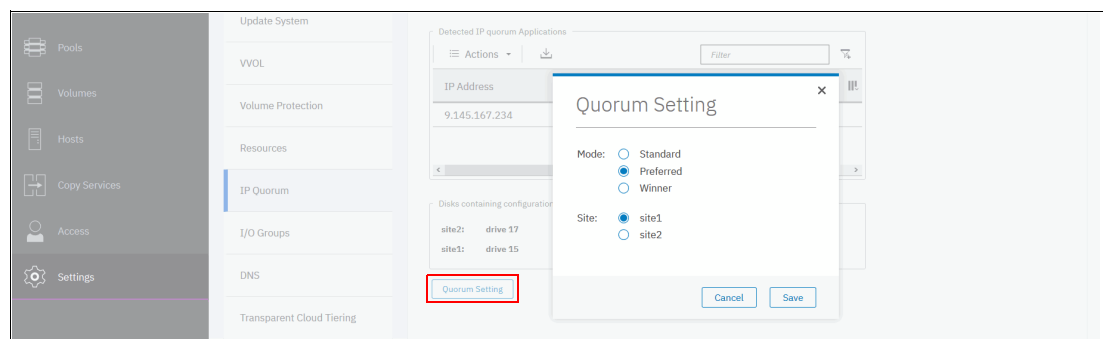 Pools
Volumes
Hosts
Copy Services
Access
Settings
Update System
VVOL
Volume Protection
Resources
IP Quorum
I/O Groups
DNS
Transparent Cloud Tiering
Detected IP quorum Applications
Actions
Filter
IP Address
9.145.167.234
Disks containing configuration
site2: drive 17
site1: drive 15
Quorum Setting
Quorum Setting
Mode: Standard
Preferred
Winner
Site: site1
site2
Cancel Save